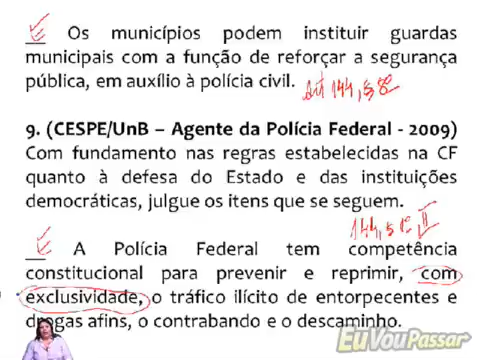 E Os municípios podem instituir guardas
municipais com a função de reforçar a segurança
pública, em auxílio à polícia civil. Art 144, § 8º
9. (CESPE/UnB – Agente da Polícia Federal - 2009)
Com fundamento nas regras estabelecidas na CF
quanto à defesa do Estado e das instituições
democráticas, julgue os itens que se seguem.
144, § 1º, II
E A Polícia Federal tem competência
constitucional para prevenir e reprimir, com
exclusividade, o tráfico ilícito de entorpecentes e
drogas afins, o contrabando e o descaminho.
EuVouPassar